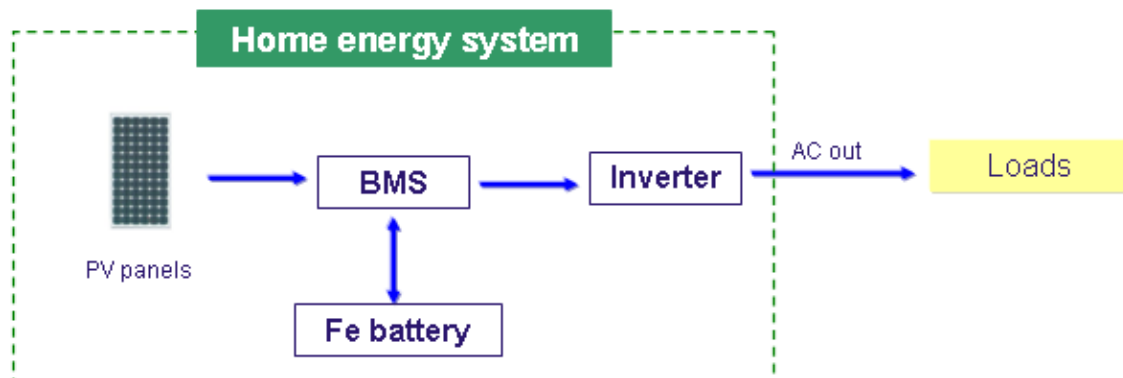 Home energy system
PV panels
BMS
Inverter
AC out
Loads
Fe battery